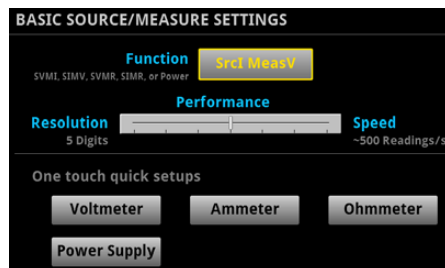 BASIC SOURCE/MEASURE SETTINGS
Function
SrcI MeasV
SVMI, SIMV, SVMR, SIMR, or Power
Performance
Resolution
Speed
5 Digits
~500 Readings/s
One touch quick setups
Voltmeter
Ammeter
Ohmmeter
Power Supply